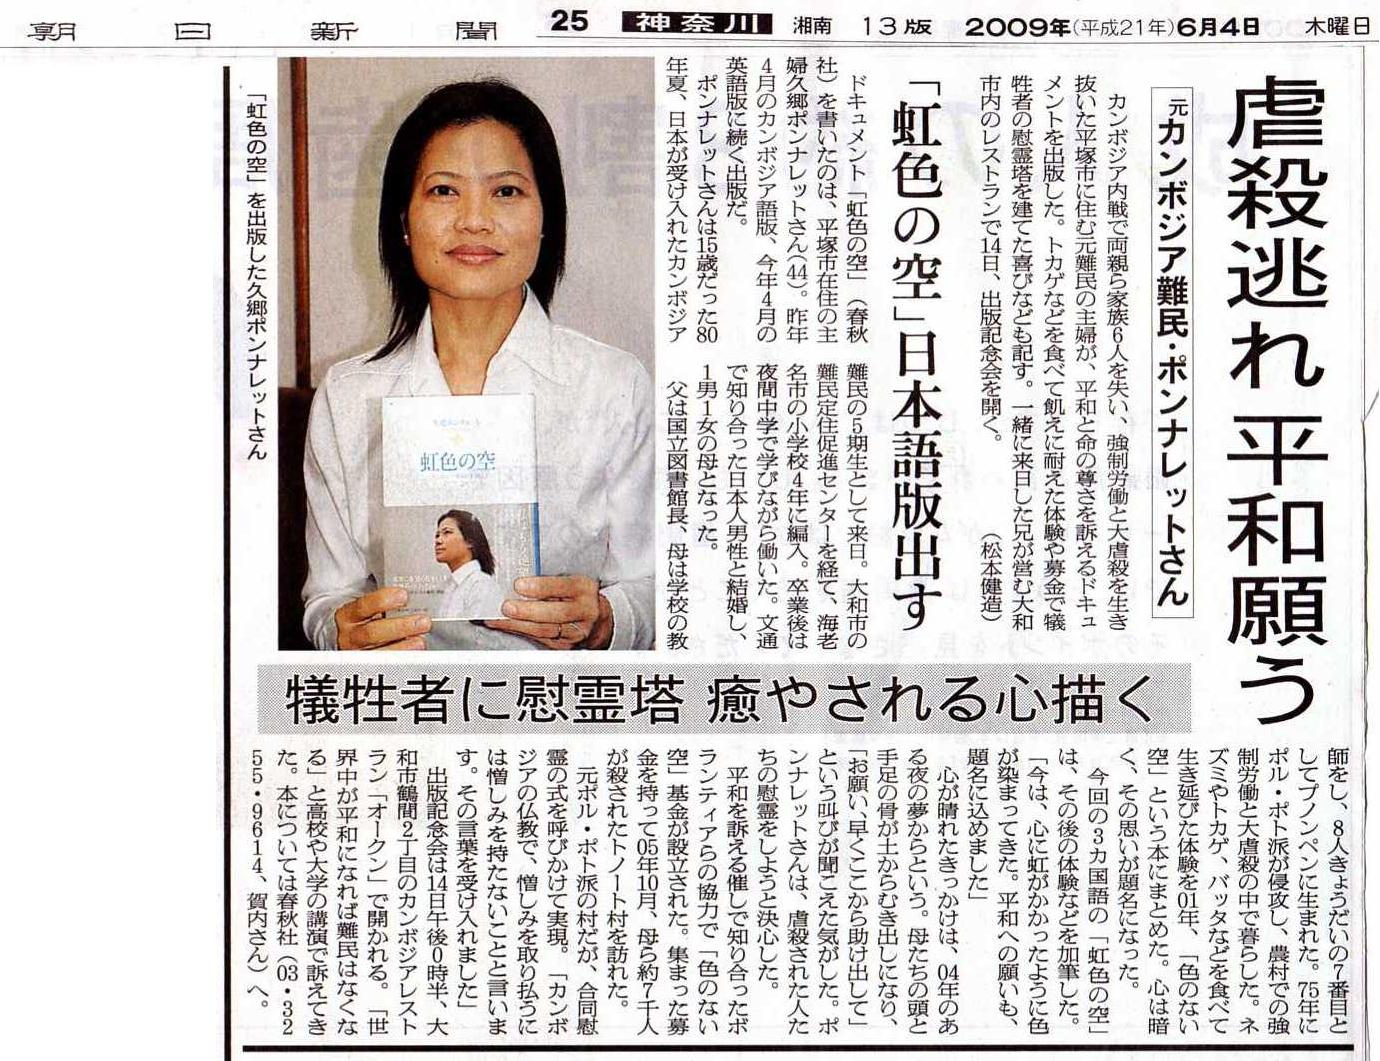 朝日新聞 25 神奈川 湘南 13版 2009年(平成21年)6月4日 木曜日
虐殺逃れ 平和願う
元カンボジア難民・ポンナレットさん
カンボジア内戦で両親ら家族6人を失い、強制労働と大虐殺を生き
抜いた平塚市に住む元難民の主婦が、平和と命の尊さを訴えるドキュ
メントを出版した。トカゲなどを食べて飢えに耐えた体験や募金で犠
牲者の慰霊塔を建てた喜びなども記す。一緒に来日した兄が営む大和
市内のレストランで14日、出版記念会を開く。(松本健造)
「虹色の空」日本語版出す
ドキュメント「虹色の空」(春秋
社)を書いたのは、平塚市在住の主
婦久郷ポンナレットさん(44)。昨年
4月のカンボジア語版、今年4月の
英語版に続く出版だ。
ポンナレットさんは15歳だった80
年夏、日本が受け入れたカンボジア
難民の5期生として来日。大和市の
難民定住促進センターを経て、海老
名市の小学校4年に編入。卒業後は
夜間中学で学びながら働いた。文通
で知り合った日本人男性と結婚し、
1男1女の母となった。
父は国立図書館長、母は学校の教
「虹色の空」を出版した久郷ポンナレットさん
虹色の空
犠牲者に慰霊塔 癒やされる心描く
師をし、8人きょうだいの7番目と
してプノンペンに生まれた。75年に
ポル・ポト派が侵攻し、農村での強
制労働と大虐殺の中で暮らした。ネ
ズミやトカゲ、バッタなどを食べて
生き延びた体験を01年、「色のない
空」という本にまとめた。心は暗
く、その思いが題名になった。
今回の3カ国語の「虹色の空」
は、その後の体験などを加筆した。
「今は、心に虹がかかったように色
が染まってきた。平和への願いも、
題名に込めました」
心が晴れたきっかけは、04年のあ
る夜の夢からという。母たちの頭と
手足の骨が土からむき出しになり、
「お願い、早くここから助け出して」
という叫びが聞こえた気がした。ポ
ンナレットさんは、虐殺された人た
ちの慰霊をしようと決心した。
平和を訴える催しで知り合ったボ
ランティアらの協力で「色のない
空」基金が設立された。集まった募
金を持って05年10月、母ら約7千人
が殺されたトノート村を訪れた。
元ポル・ポト派の村だが、合同慰
霊の式を呼びかけて実現。「カンボ
ジアの仏教で、憎しみを取り払うに
は憎しみを持たないことと言いま
す。その言葉を受け入れました」
出版記念会は14日午後0時半、大
和市鶴間2丁目のカンボジアレスト
ラン「オークン」で開かれる。「世
界中が平和になれば難民はなくな
る」と高校や大学の講演で訴えてき
た。本については春秋社(03・32
55・9614、賀内さん)へ。